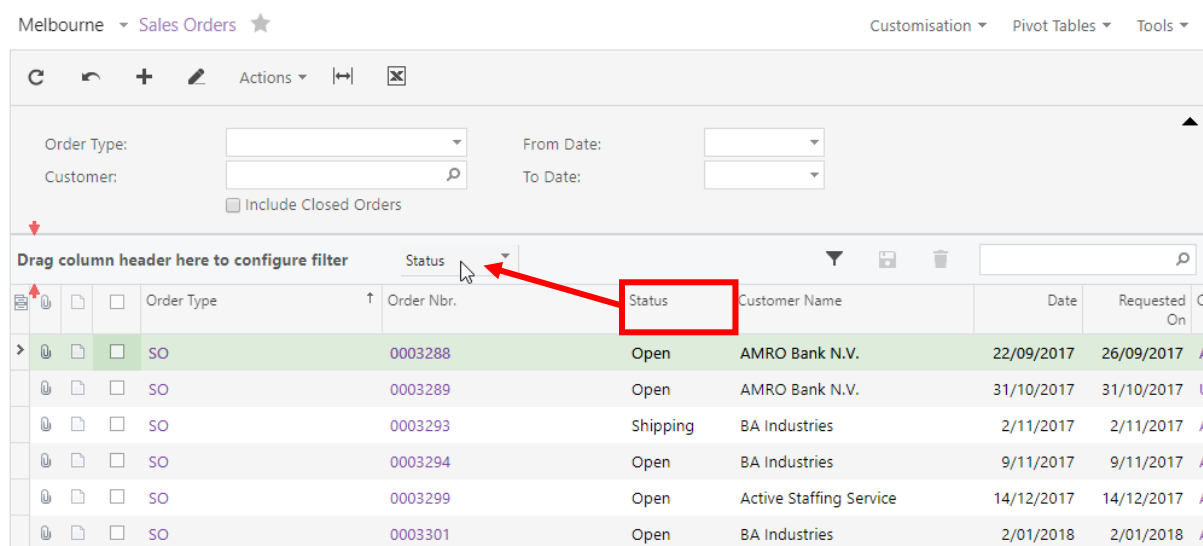 Melbourne Sales Orders Customisation Pivot Tables Tools
Actions
Order Type: From Date:
Customer: To Date:
Include Closed Orders
Drag column header here to configure filter Status
Order Type Order Nbr. Status Customer Name Date Requested On
SO 0003288 Open AMRO Bank N.V. 22/09/2017 26/09/2017
SO 0003289 Open AMRO Bank N.V. 31/10/2017 31/10/2017
SO 0003293 Shipping BA Industries 2/11/2017 2/11/2017
SO 0003294 Open BA Industries 9/11/2017 9/11/2017
SO 0003299 Open Active Staffing Service 14/12/2017 14/12/2017
SO 0003301 Open BA Industries 2/01/2018 2/01/2018